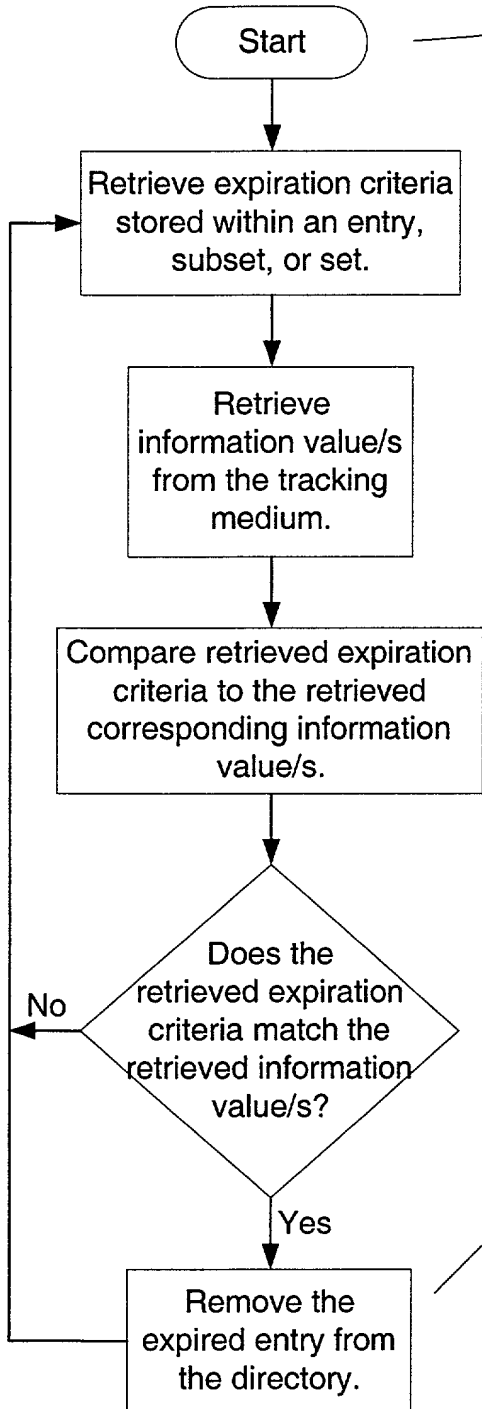 Start
Retrieve expiration criteria
stored within an entry,
subset, or set.
Retrieve
information value/s
from the tracking
medium.
Compare retrieved expiration
criteria to the retrieved
corresponding information
value/s.
Does the
retrieved expiration
criteria match the
retrieved information
value/s?
No
Yes
Remove the
expired entry from
the directory.